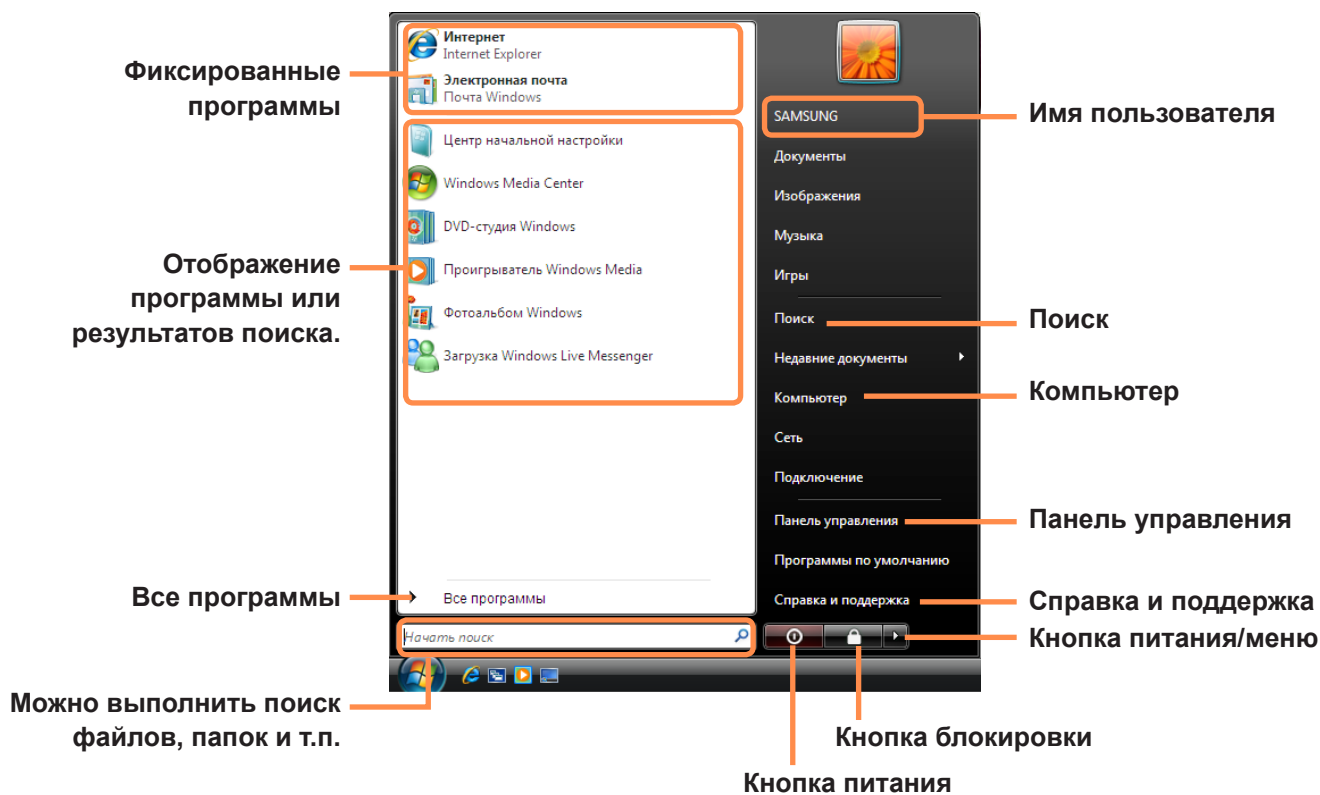 Фиксированные
программы
Отображение
программы или
результатов поиска.
Все программы
Можно выполнить поиск
файлов, папок и т.п.
Интернет
Internet Explorer
Электронная почта
Почта Windows
Центр начальной настройки
Windows Media Center
DVD-студия Windows
Проигрыватель Windows Media
Фотоальбом Windows
Загрузка Windows Live Messenger
Все программы
Начать поиск
SAMSUNG
Документы
Изображения
Музыка
Игры
Поиск
Недавние документы
Компьютер
Сеть
Подключение
Панель управления
Программы по умолчанию
Справка и поддержка
Имя пользователя
Поиск
Компьютер
Панель управления
Справка и поддержка
Кнопка питания/меню
Кнопка блокировки
Кнопка питания